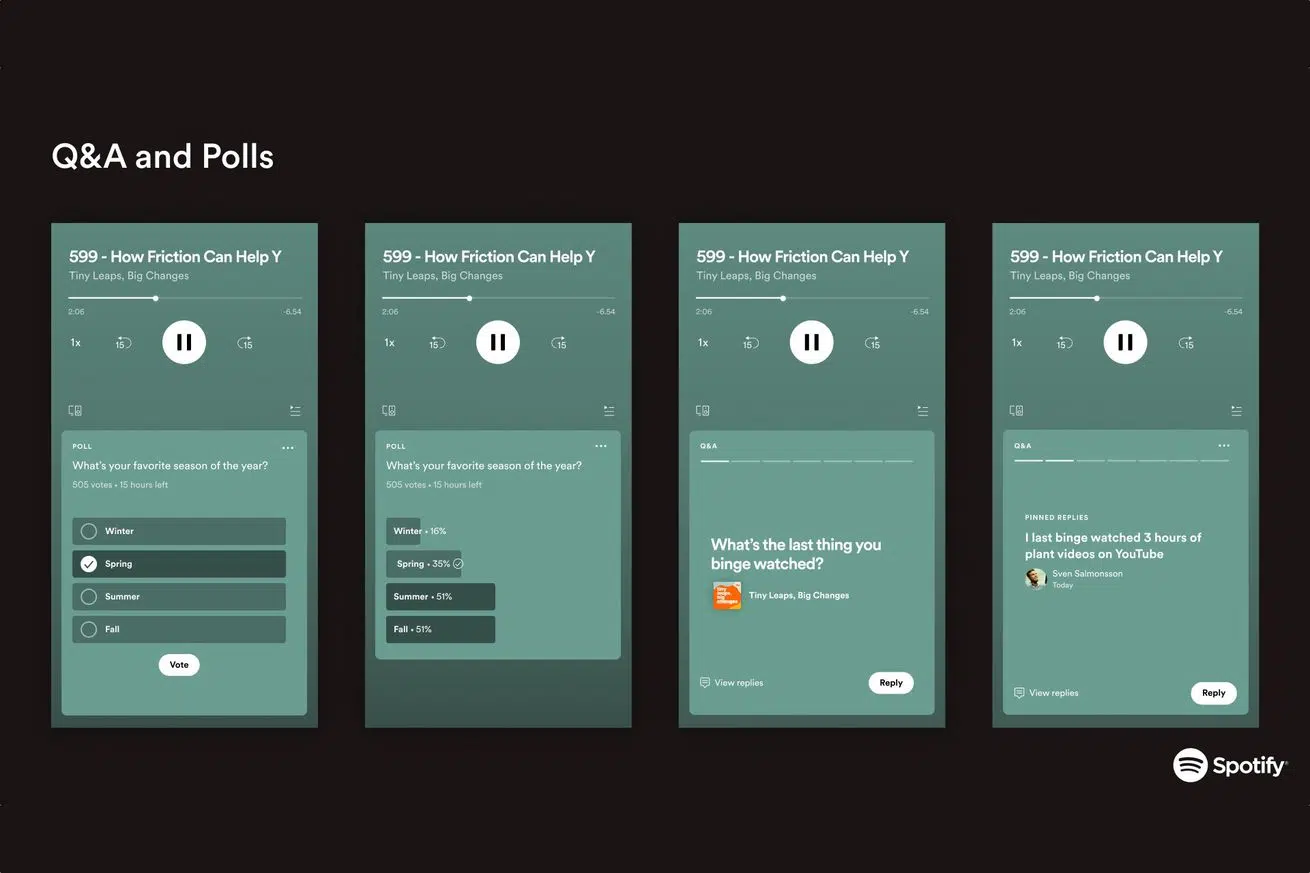 Q&A and Polls
599 - How Friction Can Help Y
Tiny Leaps, Big Changes
2:06
-6.54
1x
15
15
POLL
What's your favorite season of the year?
505 votes • 15 hours left
Winter
Spring
Summer
Fall
Vote
599 - How Friction Can Help Y
Tiny Leaps, Big Changes
2:06
-6.54
1x
15
15
POLL
What's your favorite season of the year?
505 votes • 15 hours left
Winter • 16%
Spring • 35%
Summer • 51%
Fall • 51%
599 - How Friction Can Help Y
Tiny Leaps, Big Changes
2:06
-6.54
1x
15
15
Q&A
What's the last thing you
binge watched?
tiny
leaps,
big
changes
Tiny Leaps, Big Changes
View replies
Reply
599 - How Friction Can Help Y
Tiny Leaps, Big Changes
2:06
-6.54
1x
15
15
Q&A
PINNED REPLIES
I last binge watched 3 hours of
plant videos on YouTube
Sven Salmonsson
Today
View replies
Reply
Spotify